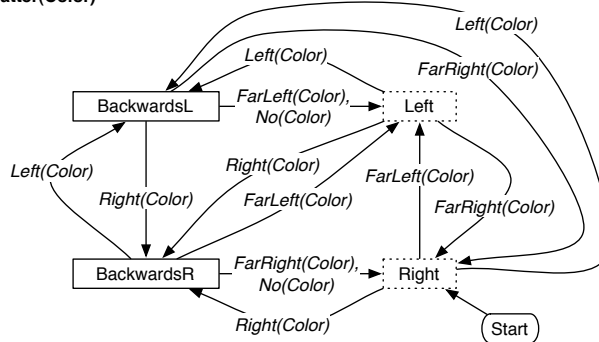 Left(Color)
Left(Color)
FarRight(Color)
BackwardsL
FarLeft(Color),
No(Color)
Left
Left(Color)
Right(Color)
FarLeft(Color)
Right(Color)
FarLeft(Color)
FarRight(Color)
BackwardsR
FarRight(Color),
No(Color)
Right
Right(Color)
Start